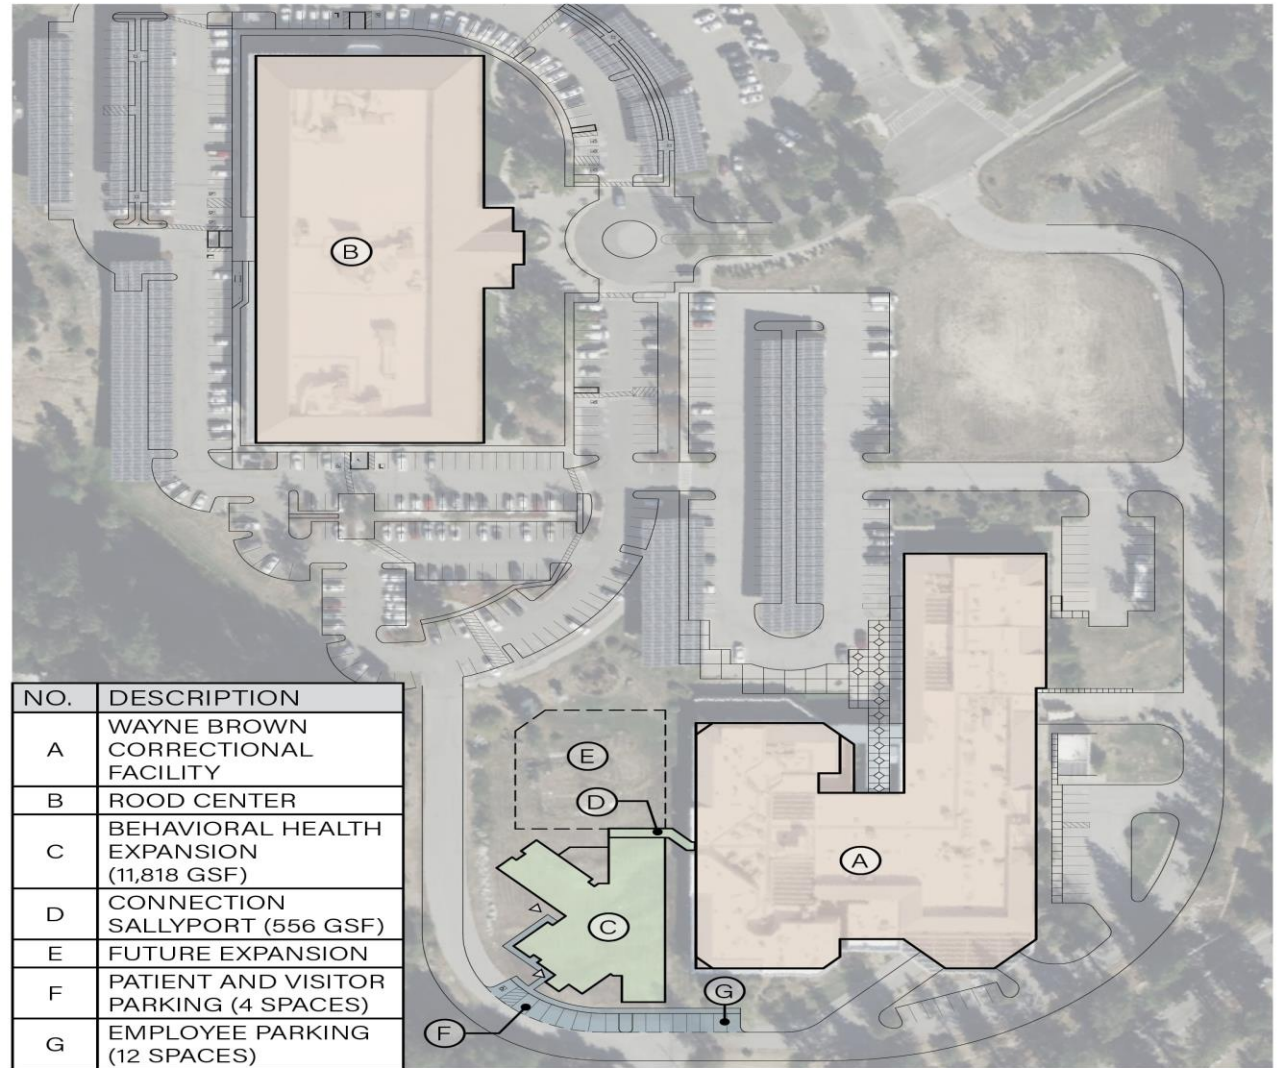 B
E
D
A
C
G
F
NO. DESCRIPTION
A WAYNE BROWN
CORRECTIONAL
FACILITY
B ROOD CENTER
C BEHAVIORAL HEALTH
EXPANSION
(11,818 GSF)
D CONNECTION
SALLYPORT (556 GSF)
E FUTURE EXPANSION
F PATIENT AND VISITOR
PARKING (4 SPACES)
G EMPLOYEE PARKING
(12 SPACES)